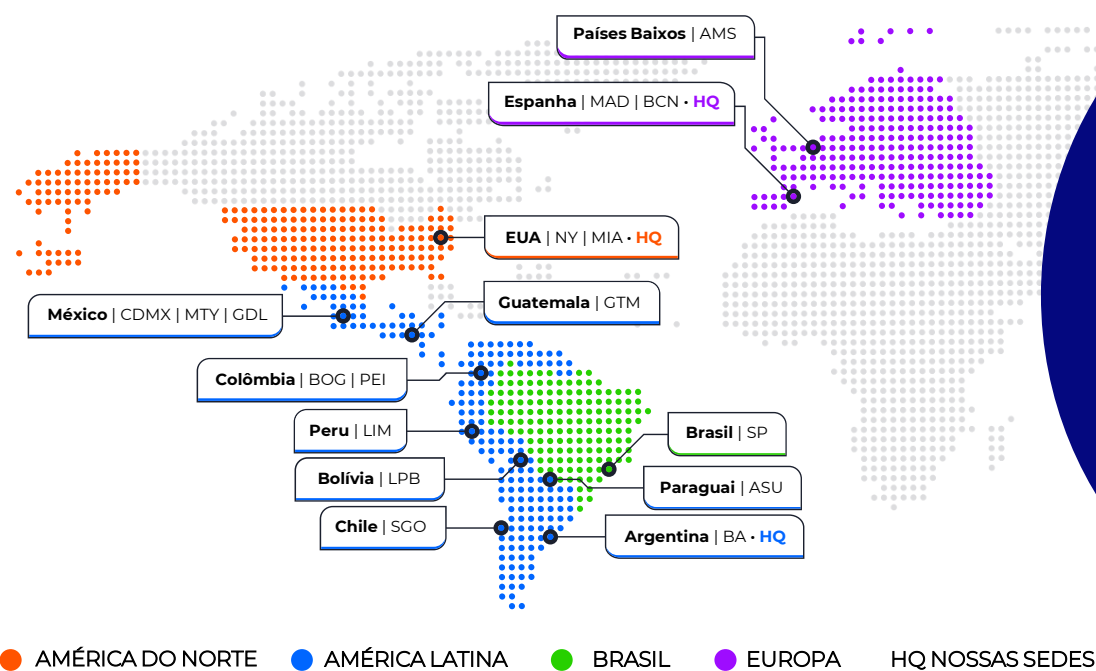 Países Baixos | AMS
Espanha | MAD | BCN · HQ
EUA | NY | MIA · HQ
Guatemala | GTM
México | CDMX | MTY | GDL
Colômbia | BOG | PEI
Peru | LIM
Brasil | SP
Bolívia | LPB
Paraguai | ASU
Chile | SGO
Argentina | BA · HQ
AMÉRICA DO NORTE
AMÉRICA LATINA
BRASIL
EUROPA
HQ NOSSAS SEDES